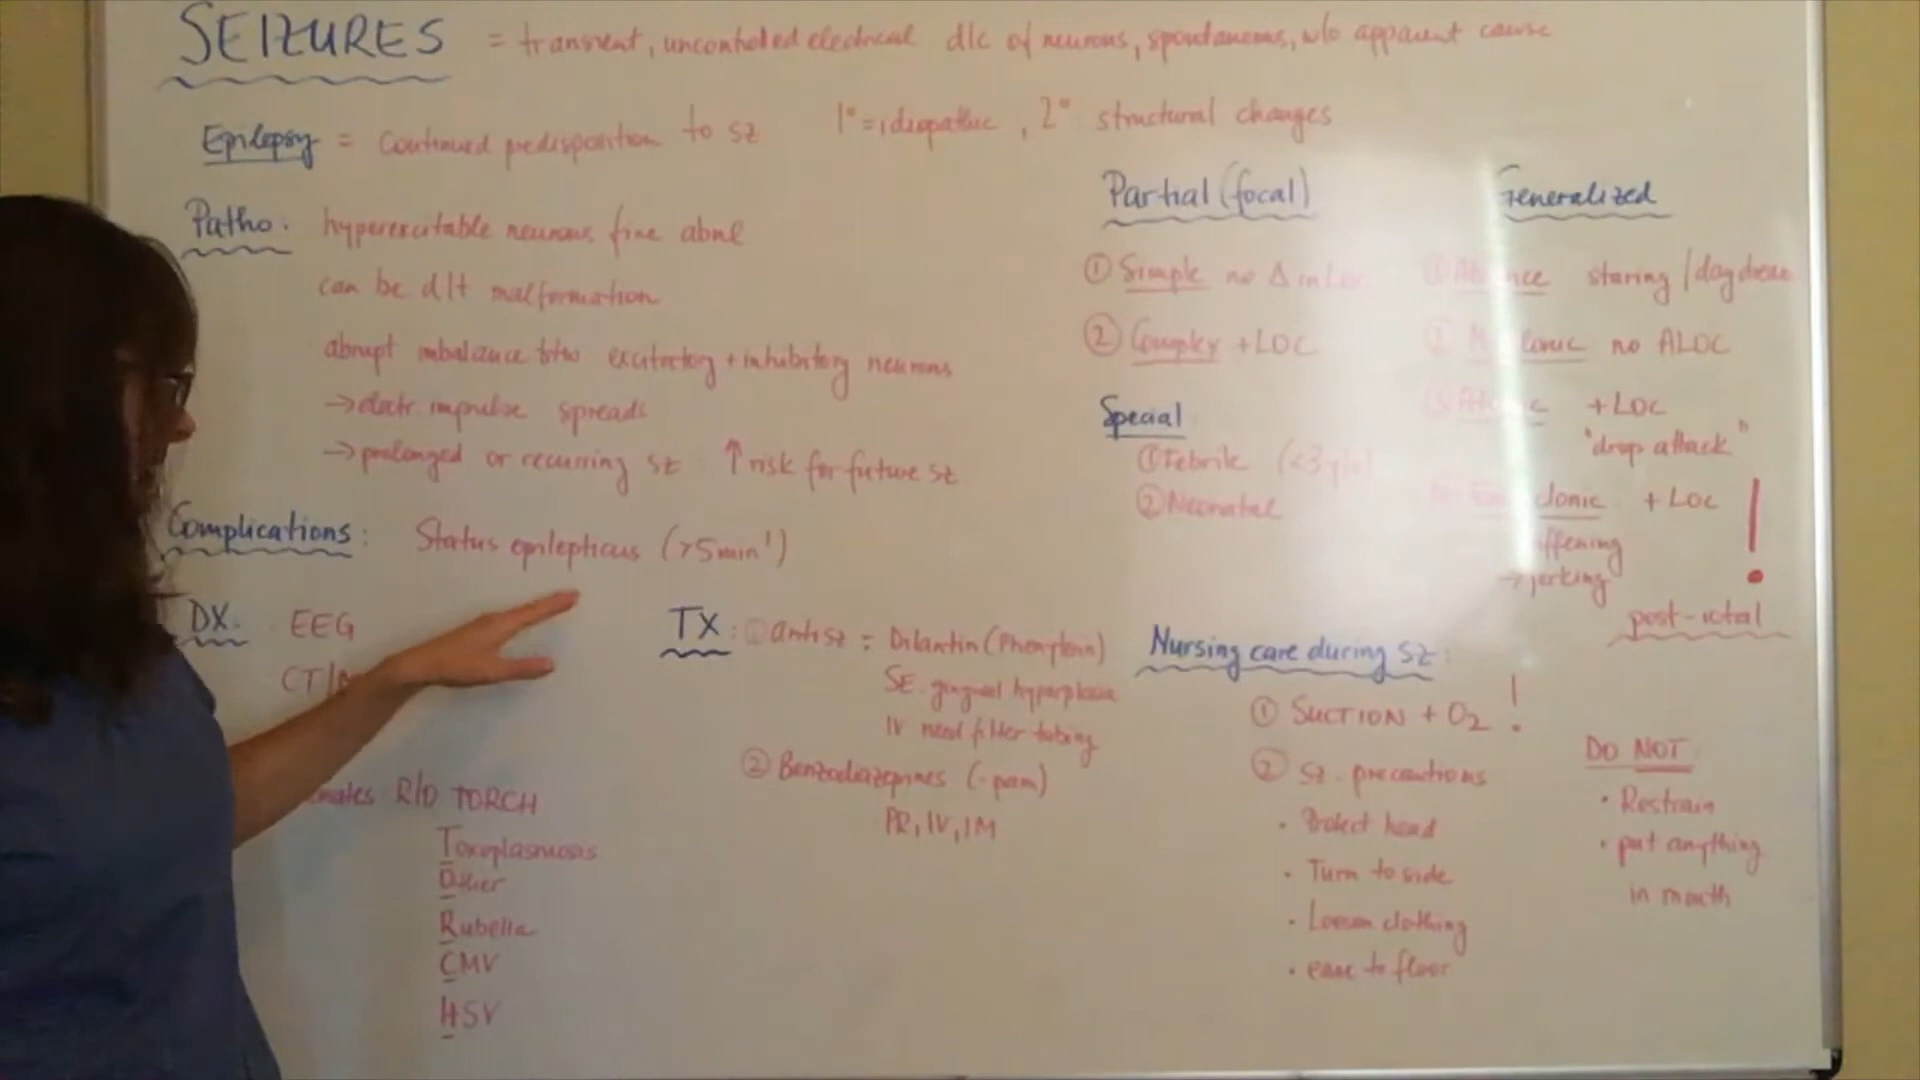 SEIZURES = transient, uncontrolled electrical d/c of neurons, spontaneous, w/o apparent cause
Epilepsy = Continued predisposition to sz 1° = idiopathic, 2° structural changes
Patho: hyperexcitable neurons fire abnl
can be d/t malformation
abrupt imbalance btw excitatory + inhibitory neurons
→ electr. impulse spreads
→ prolonged or recurring sz : ↑ risk for future sz
Complications: Status epilepticus (>5min')
DX: EEG
CT/
R/O TORCH
Toxoplasmosis
Other
Rubella
CMV
HSV
TX: ① antisz = Dilantin (Phenytoin)
SE. gingival hyperplasia
IV need filter tubing
② Benzodiazepines (-pam)
PR, IV, IM
Partial (focal)
① Simple no Δ in LOC
② Complex +LOC
Special
① Febrile (<3 y/o)
② Neonatal
Generalized
① Absence staring / daydream
② Myoclonic no ALOC
③ +LOC
"drop attack"
clonic + LOC !
→ jerking
post-ictal
Nursing care during sz:
① SUCTION + O2 !
② sz. precautions
• Protect head
• Turn to side
• Loosen clothing
• ease to floor
DO NOT:
• Restrain
• put anything
in mouth